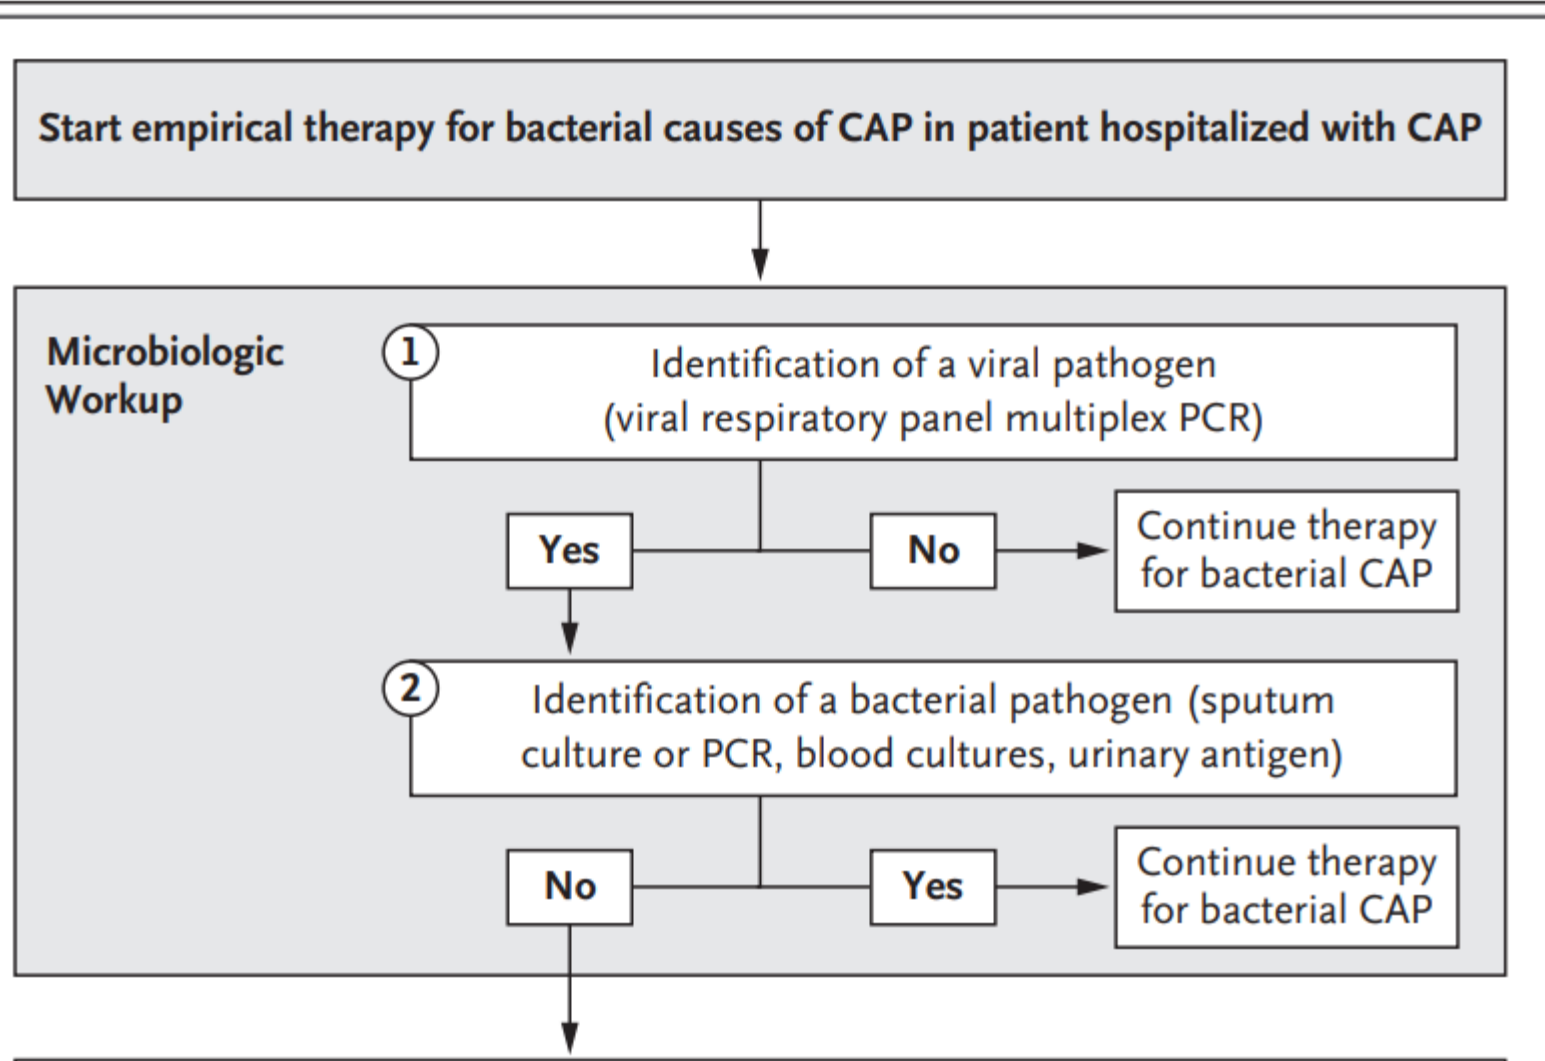 Start empirical therapy for bacterial causes of CAP in patient hospitalized with CAP
Microbiologic
Workup
1
Identification of a viral pathogen
(viral respiratory panel multiplex PCR)
Yes
No
Continue therapy
for bacterial CAP
2
Identification of a bacterial pathogen (sputum
culture or PCR, blood cultures, urinary antigen)
No
Yes
Continue therapy
for bacterial CAP